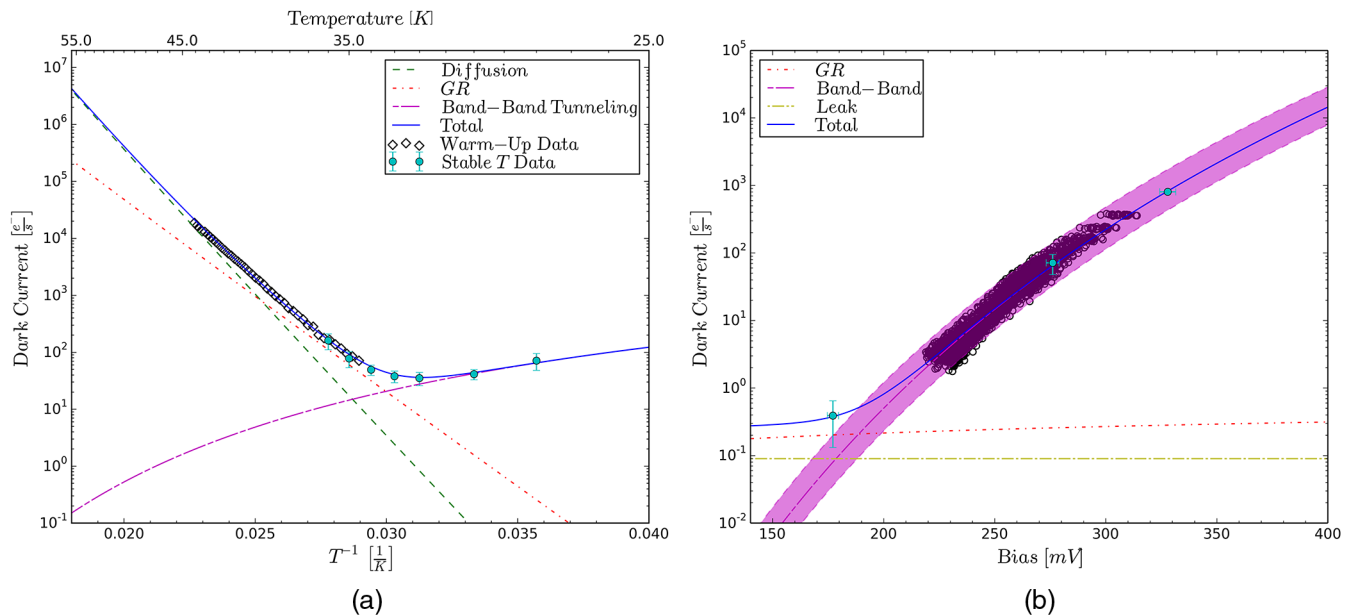 Temperature [K]
55.0 45.0 35.0 25.0
10^7
10^6
10^5
10^4
10^3
10^2
10^1
10^0
10^-1
Dark Current [e^-/s]
Diffusion
GR
Band−Band Tunneling
Total
Warm−Up Data
Stable T Data
0.020 0.025 0.030 0.035 0.040
T^-1 [1/K]
(a)
10^5
10^4
10^3
10^2
10^1
10^0
10^-1
10^-2
Dark Current [e^-/s]
GR
Band−Band
Leak
Total
150 200 250 300 350 400
Bias [mV]
(b)